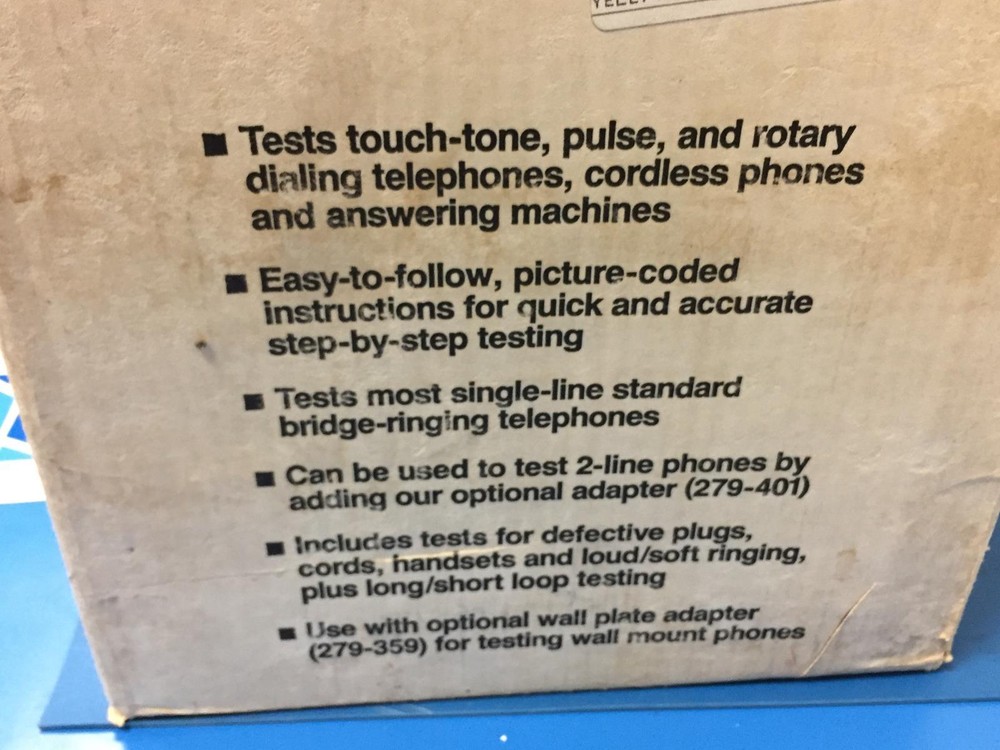 ■ Tests touch-tone, pulse, and rotary
dialing telephones, cordless phones
and answering machines
■ Easy-to-follow, picture-coded
instructions for quick and accurate
step-by-step testing
■ Tests most single-line standard
bridge-ringing telephones
■ Can be used to test 2-line phones by
adding our optional adapter (279-401)
■ Includes tests for defective plugs,
cords, handsets and loud/soft ringing,
plus long/short loop testing
■ Use with optional wall plate adapter
(279-359) for testing wall mount phones